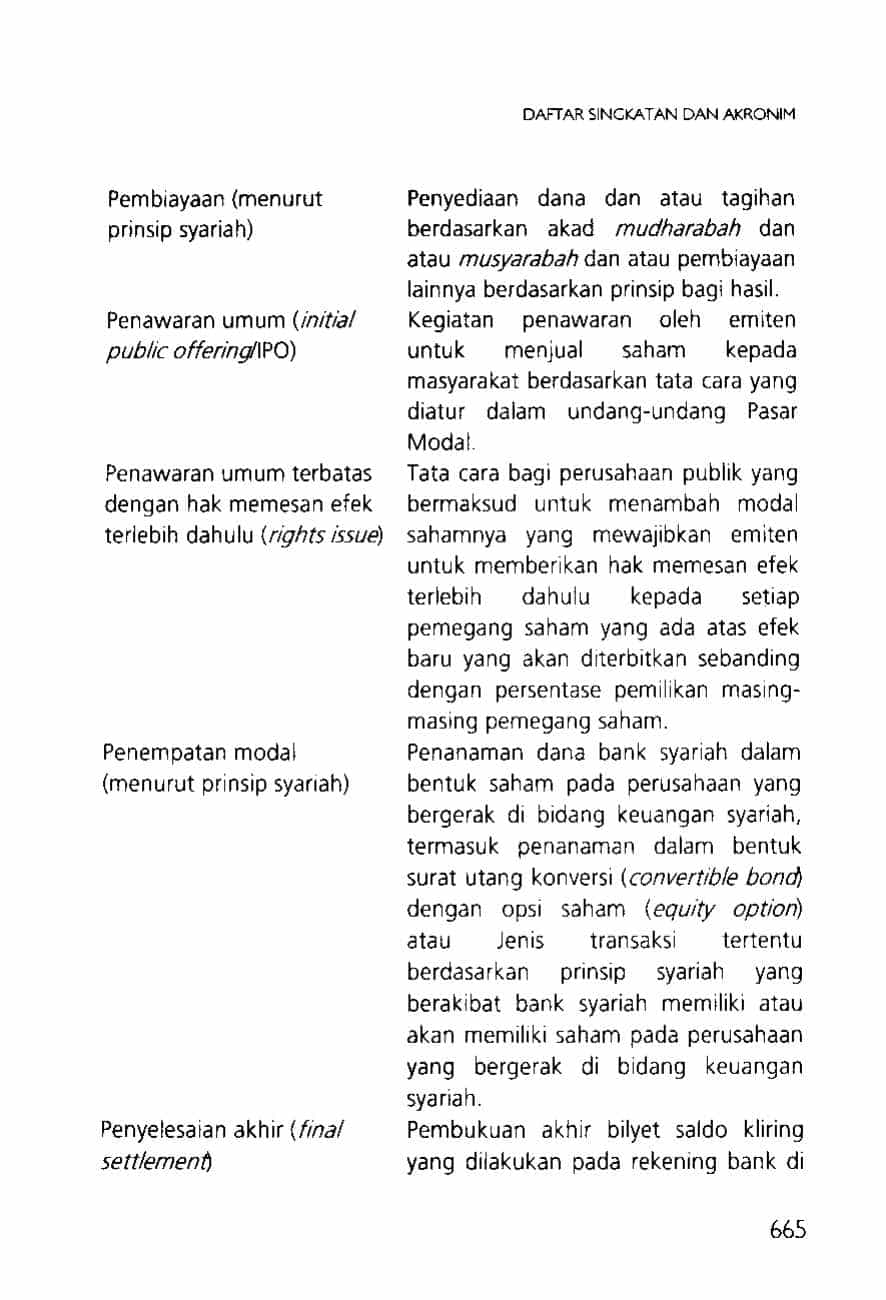 DAFTAR SINGKATAN DAN AKRONIM
Pembiayaan (menurut
prinsip syariah)
Penyediaan dana dan atau tagihan
berdasarkan akad mudharabah dan
atau musyarabah dan atau pembiayaan
lainnya berdasarkan prinsip bagi hasil.
Penawaran umum (initial
public offering/IPO)
Kegiatan penawaran oleh emiten
untuk menjual saham kepada
masyarakat berdasarkan tata cara yang
diatur dalam undang-undang Pasar
Modal.
Penawaran umum terbatas
dengan hak memesan efek
terlebih dahulu (rights issue)
Tata cara bagi perusahaan publik yang
bermaksud untuk menambah modal
sahamnya yang mewajibkan emiten
untuk memberikan hak memesan efek
terlebih dahulu kepada setiap
pemegang saham yang ada atas efek
baru yang akan diterbitkan sebanding
dengan persentase pemilikan masing-
masing pemegang saham.
Penempatan modal
(menurut prinsip syariah)
Penanaman dana bank syariah dalam
bentuk saham pada perusahaan yang
bergerak di bidang keuangan syariah,
termasuk penanaman dalam bentuk
surat utang konversi (convertible bond)
dengan opsi saham (equity option)
atau Jenis transaksi tertentu
berdasarkan prinsip syariah yang
berakibat bank syariah memiliki atau
akan memiliki saham pada perusahaan
yang bergerak di bidang keuangan
syariah.
Penyelesaian akhir (final
settlement)
Pembukuan akhir bilyet saldo kliring
yang dilakukan pada rekening bank di
665